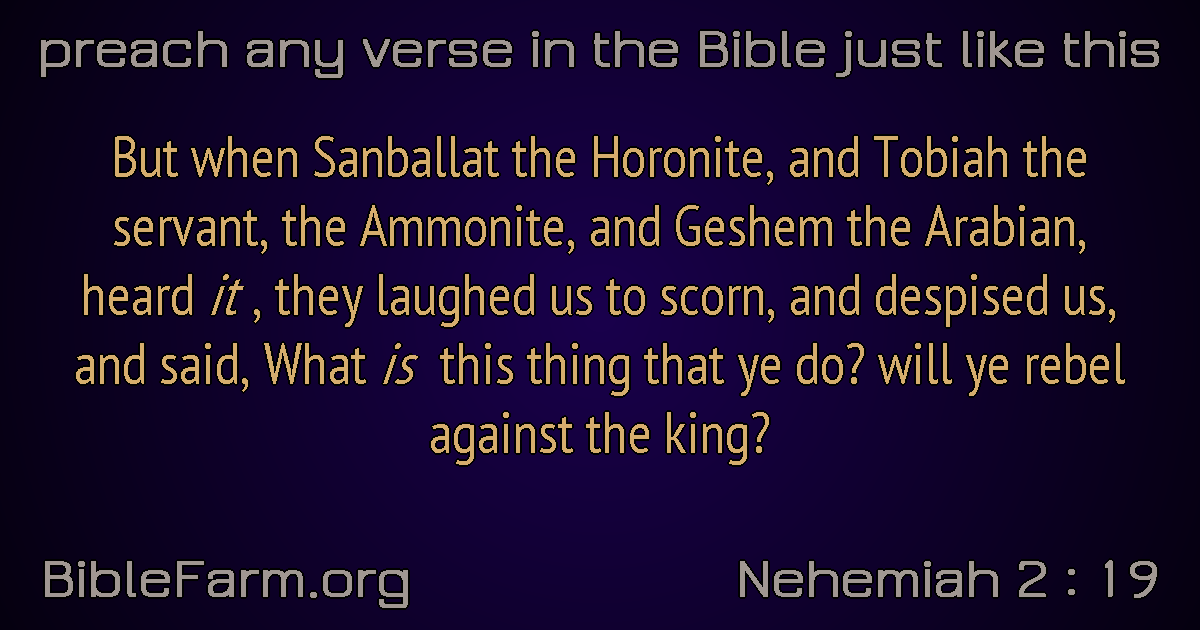 preach any verse in the Bible just like this
But when Sanballat the Horonite, and Tobiah the
servant, the Ammonite, and Geshem the Arabian,
heard it , they laughed us to scorn, and despised us,
and said, What is this thing that ye do? will ye rebel
against the king?
BibleFarm.org
Nehemiah 2 : 19